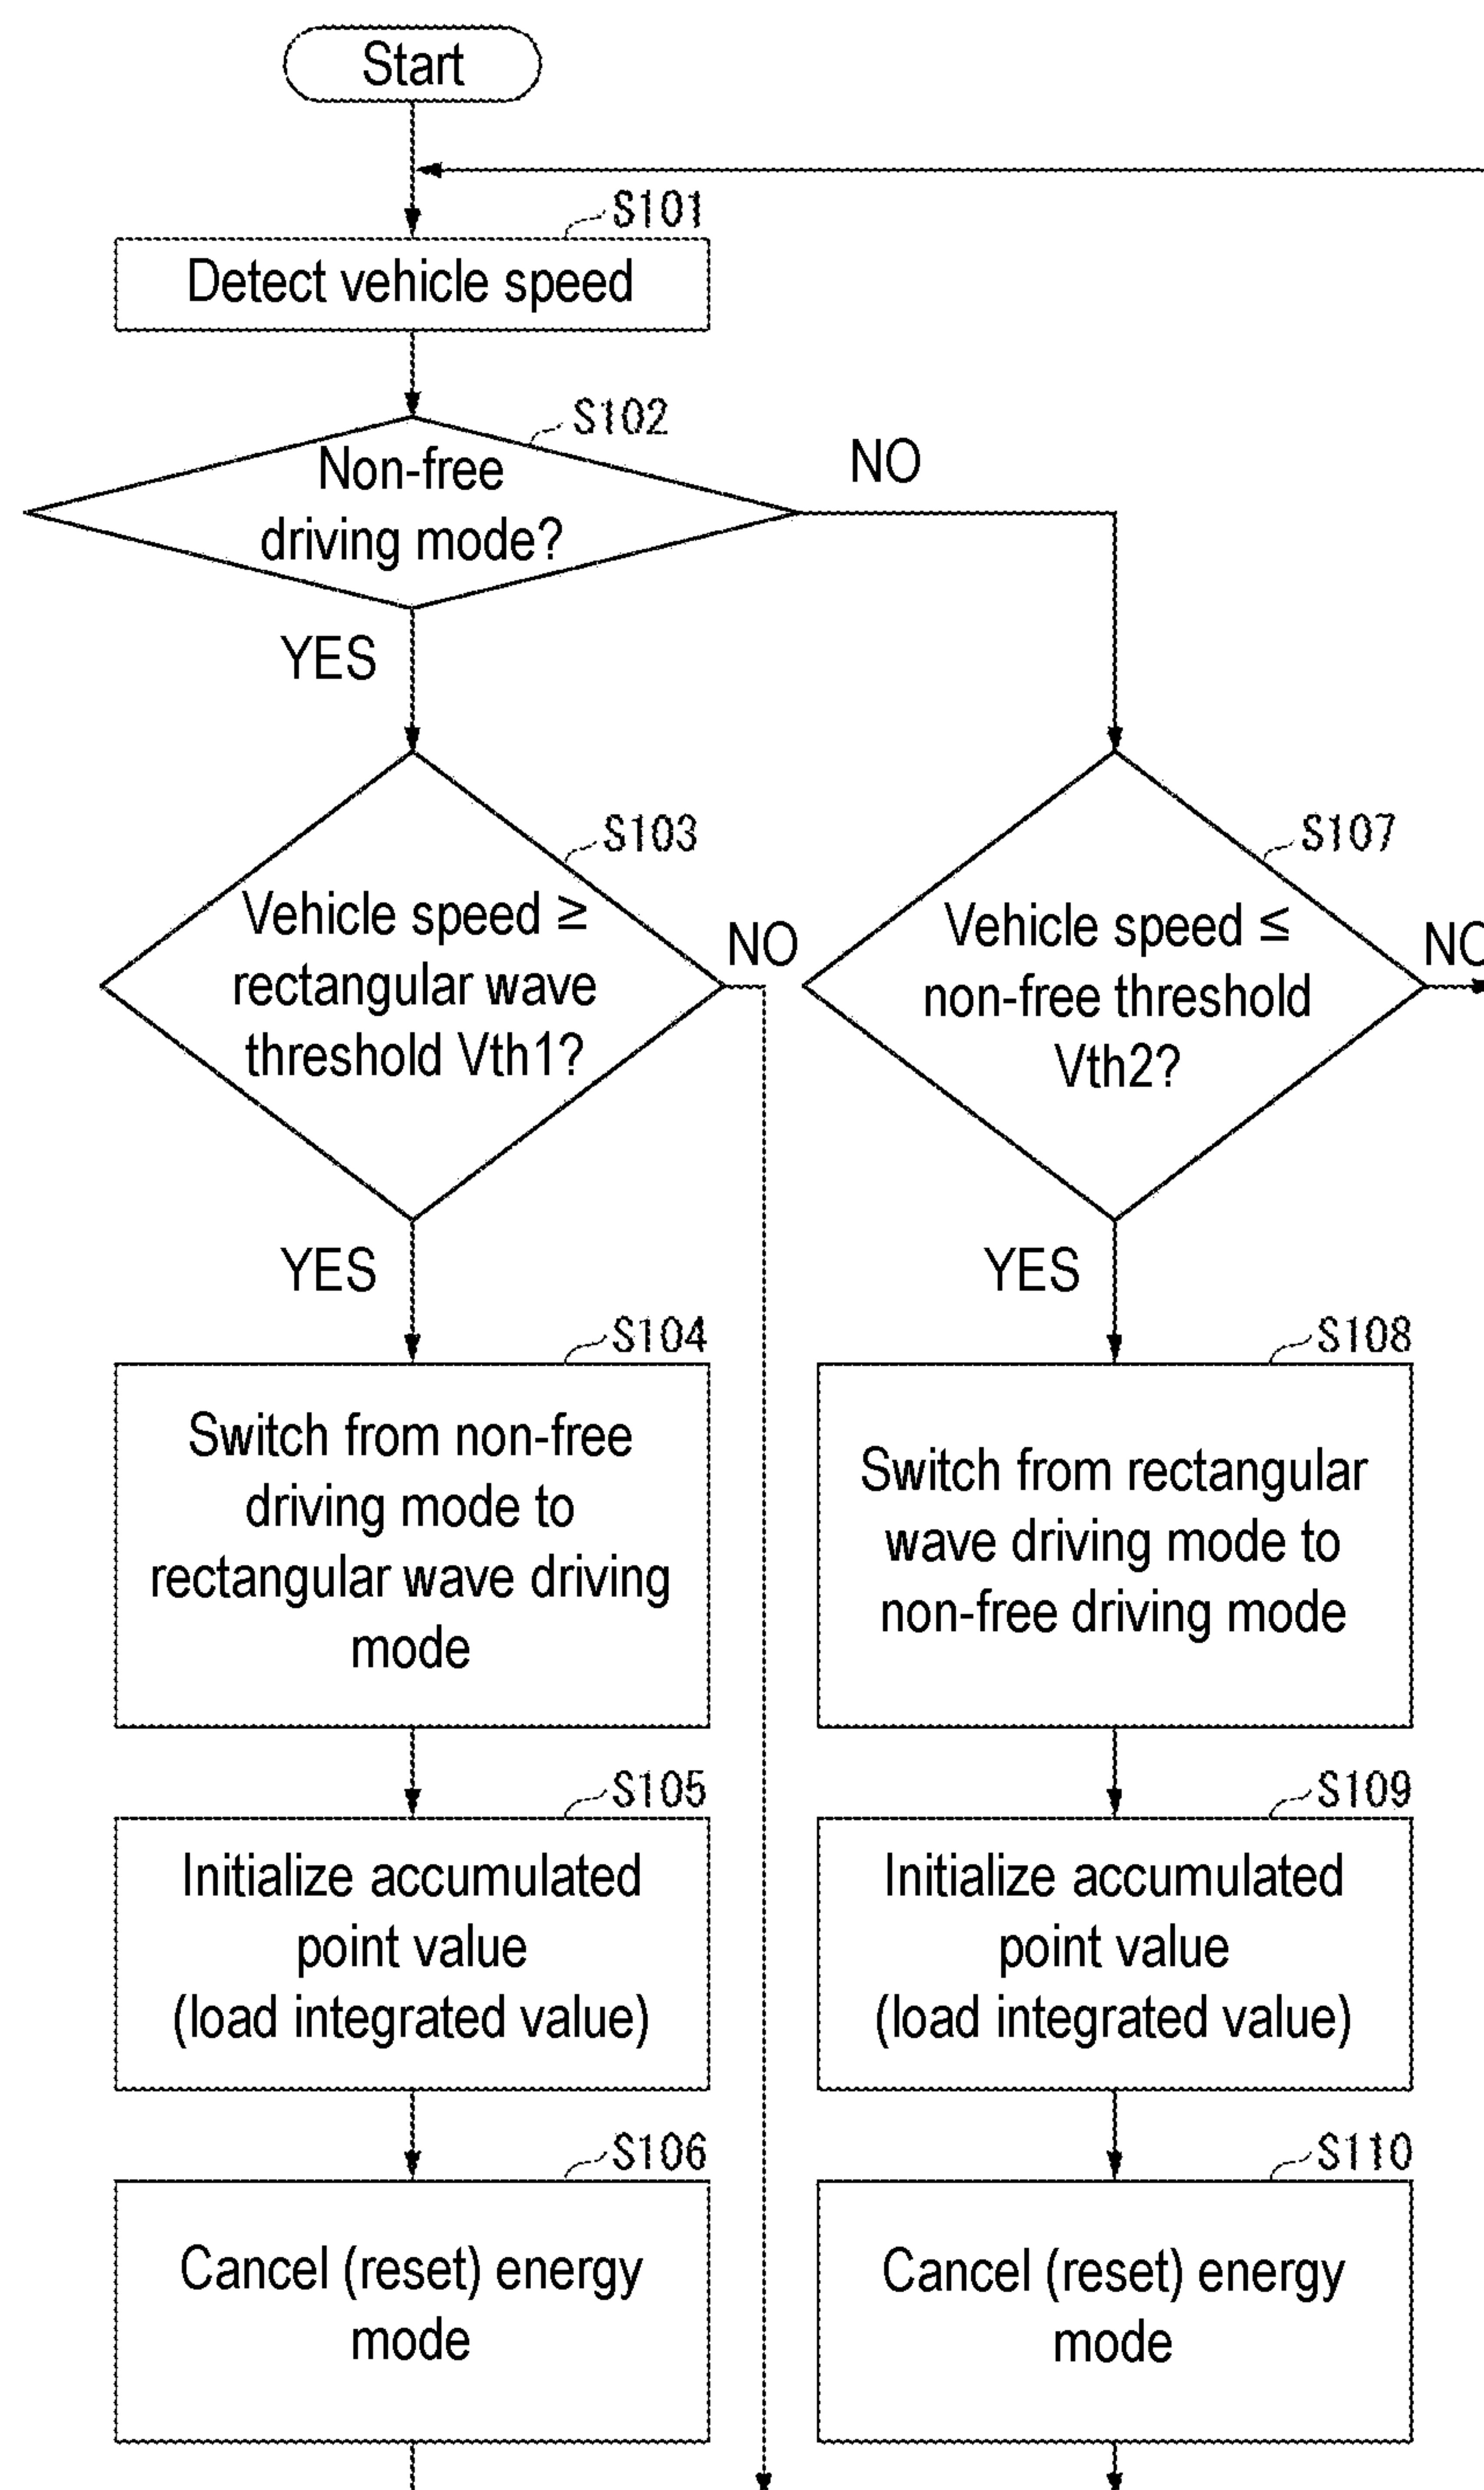 Start
S101
Detect vehicle speed
S102
Non-free
driving mode?
NO
YES
S103
Vehicle speed ≥
rectangular wave
threshold Vth1?
NO
YES
S107
Vehicle speed ≤
non-free threshold
Vth2?
NO
YES
S104
Switch from non-free
driving mode to
rectangular wave driving
mode
S108
Switch from rectangular
wave driving mode to
non-free driving mode
S105
Initialize accumulated
point value
(load integrated value)
S109
Initialize accumulated
point value
(load integrated value)
S106
Cancel (reset) energy
mode
S110
Cancel (reset) energy
mode